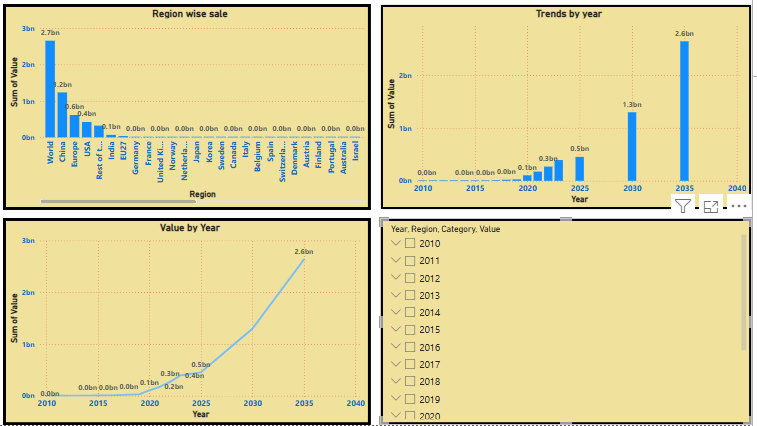 Region wise sale
3bn
2bn
1bn
0bn
Sum of Value
2.7bn
1.2bn
0.6bn
0.4bn
0.1bn
0.0bn 0.0bn 0.0bn 0.0bn 0.0bn 0.0bn 0.0bn 0.0bn 0.0bn 0.0bn
World
China
Europe
USA
Rest of t...
India
EU27
Germany
France
United Ki...
Norway
Netherla...
Japan
Korea
Sweden
Canada
Italy
Belgium
Spain
Switzerla...
Denmark
Austria
Finland
Portugal
Australia
Israel
Region
Trends by year
2bn
1bn
0bn
Sum of Value
0.0bn
0.0bn 0.0bn 0.0bn
0.1bn
0.3bn
0.5bn
1.3bn
2.6bn
2010 2015 2020 2025 2030 2035 2040
Year
Value by Year
3bn
2bn
1bn
0bn
Sum of Value
0.0bn
0.0bn 0.0bn 0.0bn
0.1bn
0.2bn
0.3bn
0.4bn
0.5bn
2.6bn
2010 2015 2020 2025 2030 2035 2040
Year
Year, Region, Category, Value
2010
2011
2012
2013
2014
2015
2016
2017
2018
2019
2020